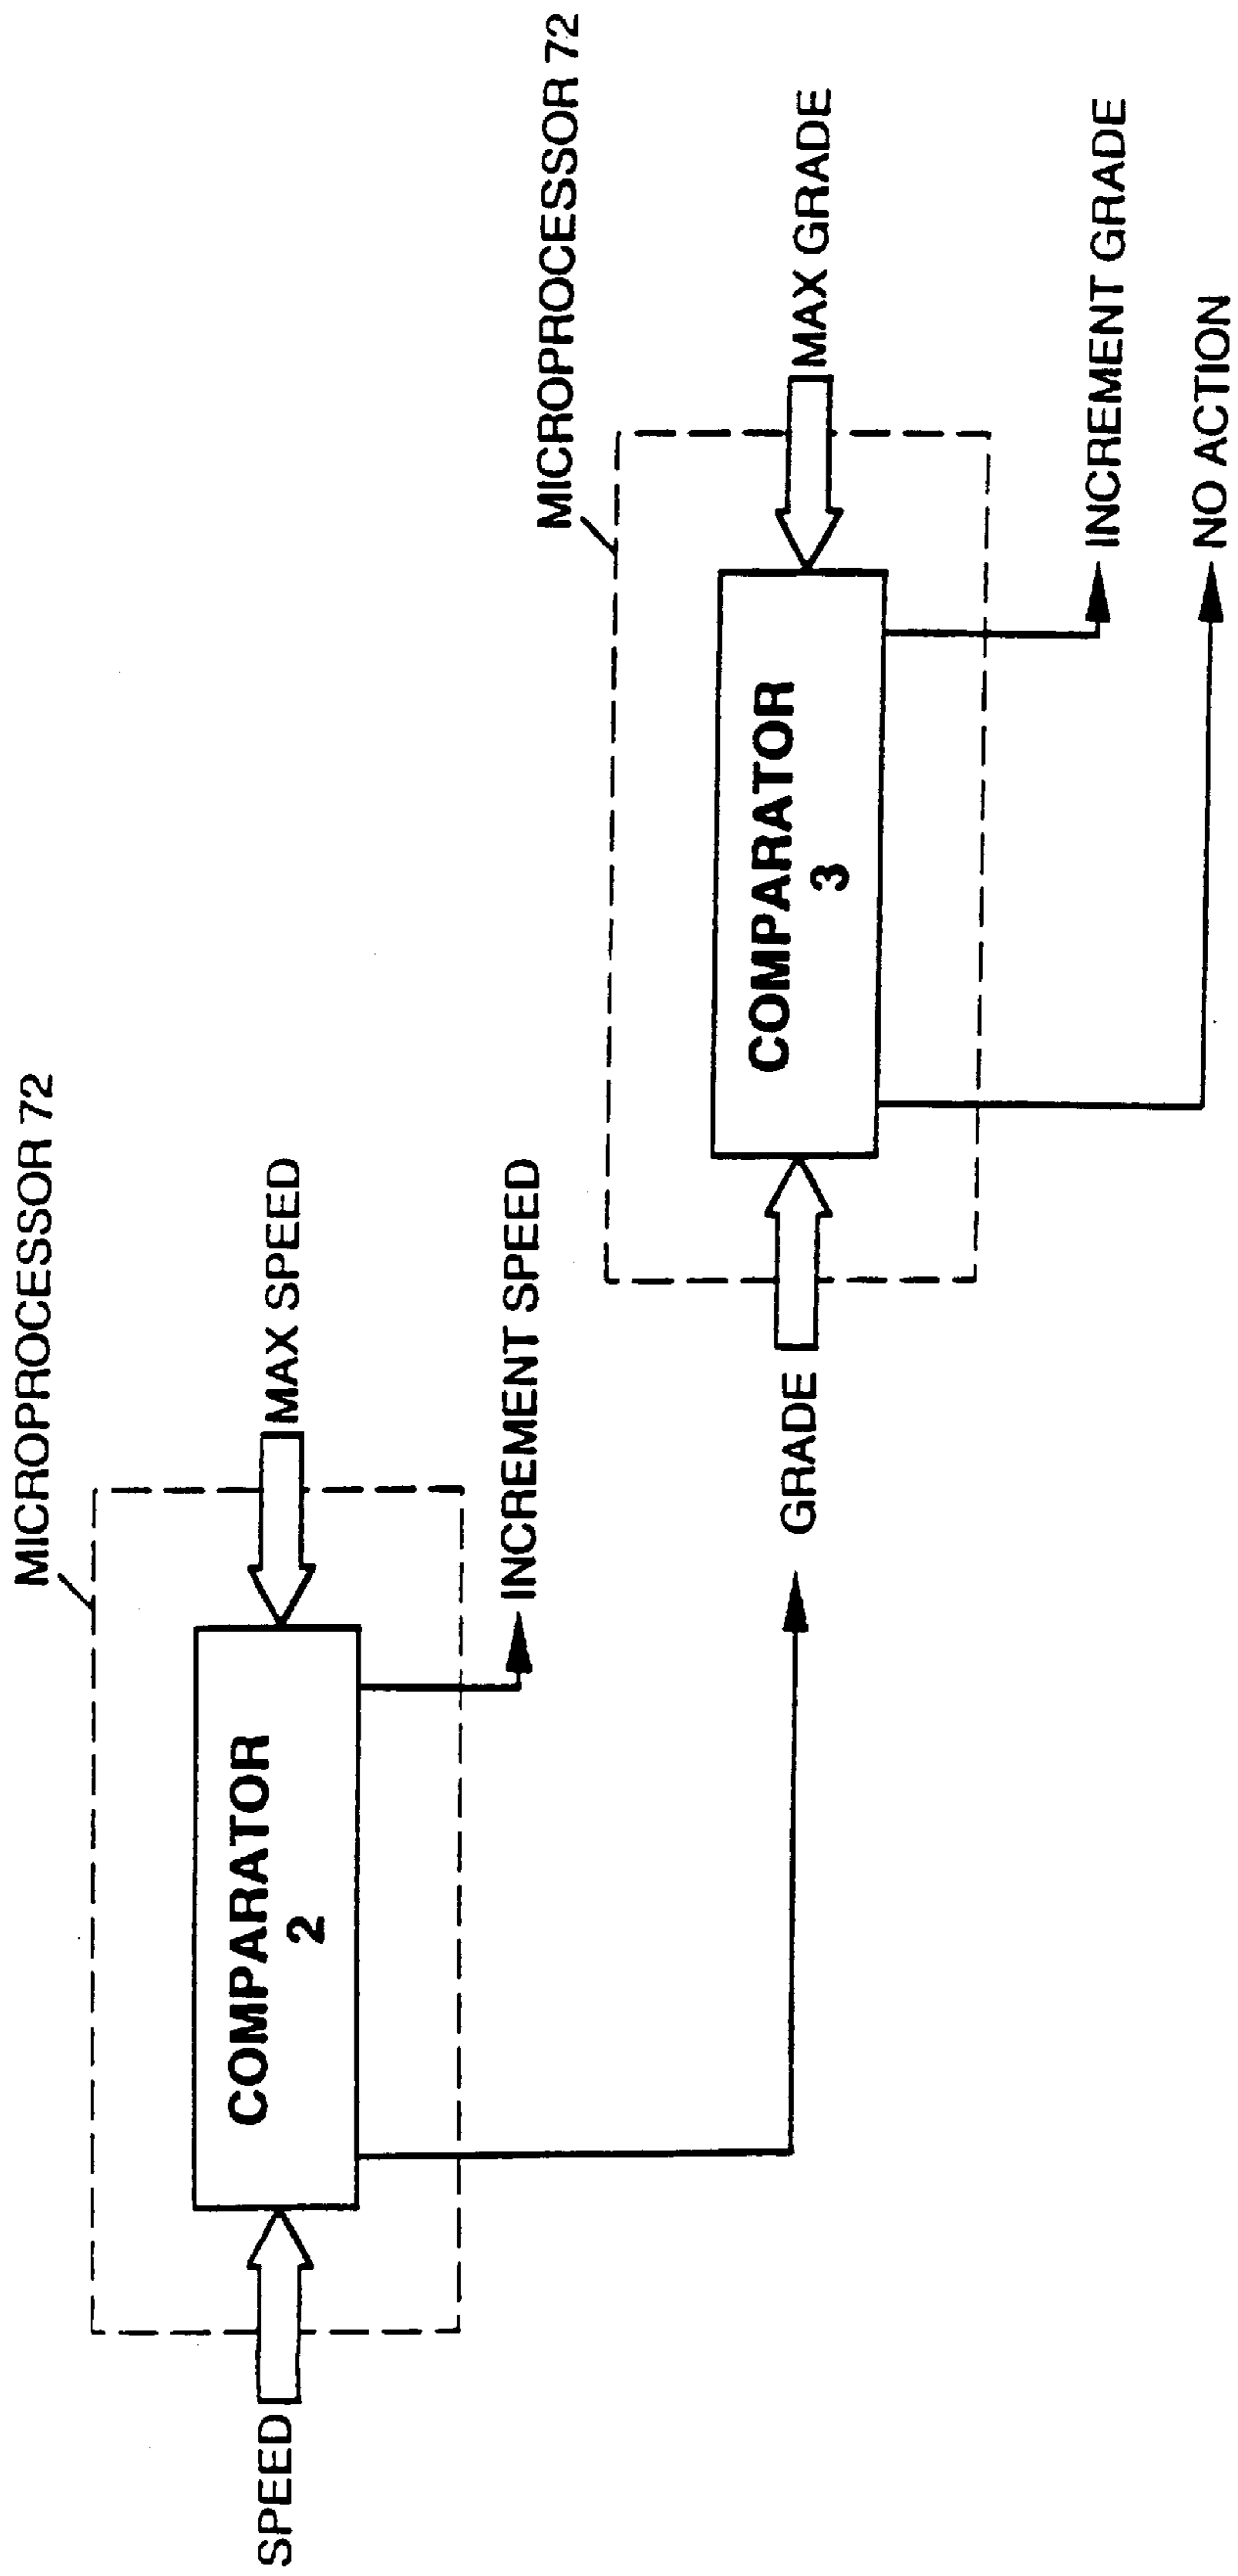 MICROPROCESSOR 72
SPEED
COMPARATOR
2
MAX SPEED
INCREMENT SPEED
MICROPROCESSOR 72
GRADE
COMPARATOR
3
MAX GRADE
INCREMENT GRADE
NO ACTION